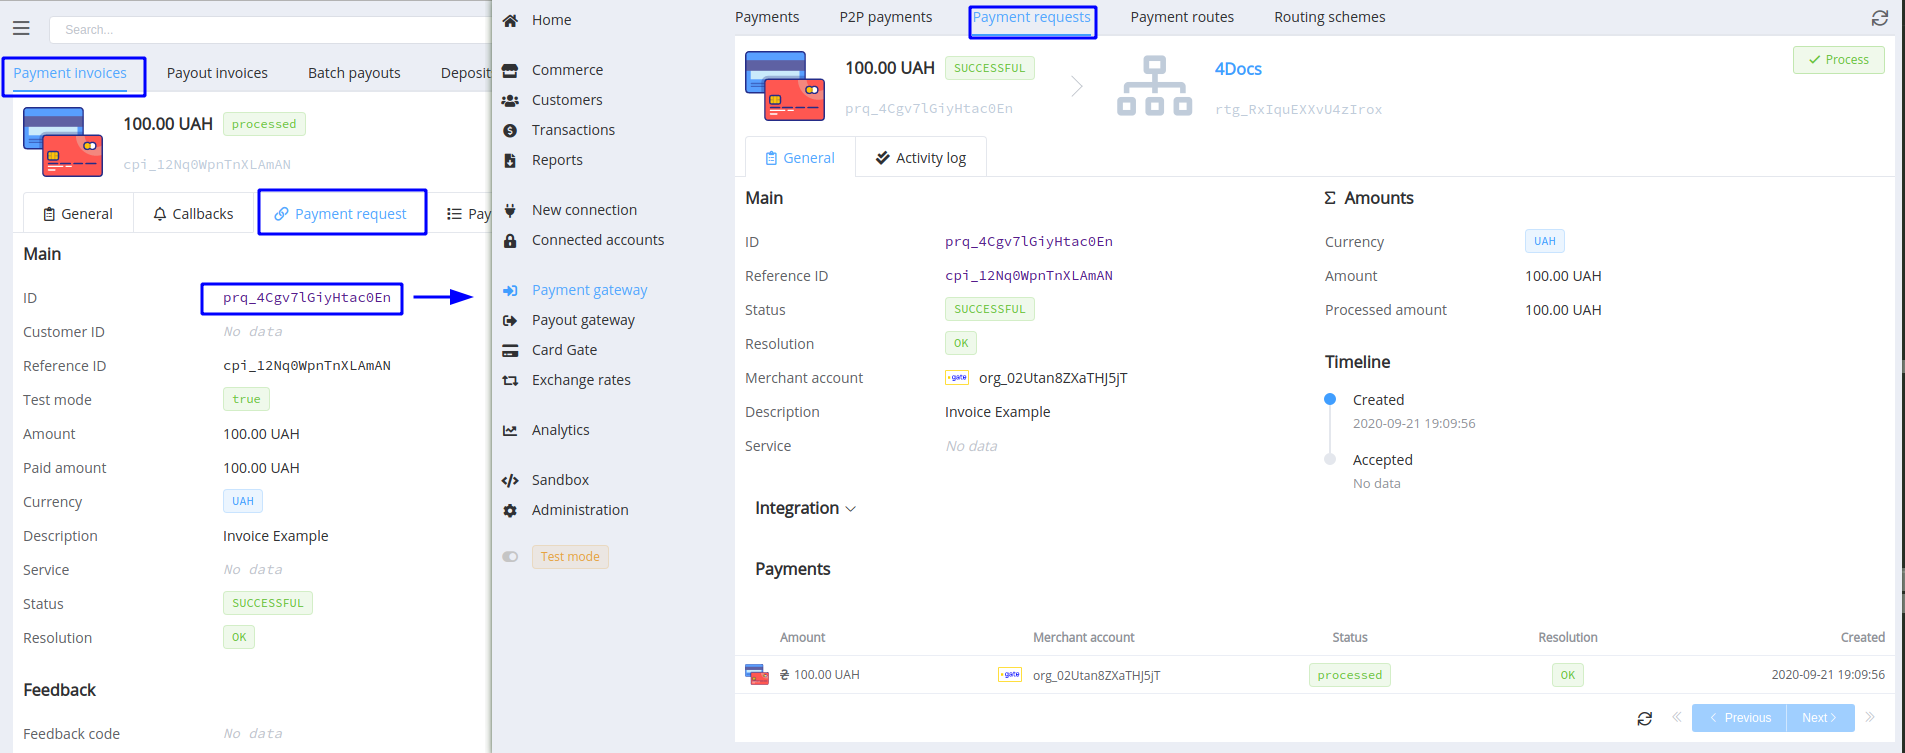 Search...
Payment invoices
Payout invoices
Batch payouts
Deposit
100.00 UAH
processed
cpi_12Nq0WpnTnXLAmAN
General
Callbacks
Payment request
Pay
Main
ID
prq_4Cgv7lGiyHtac0En
Customer ID
No data
Reference ID
cpi_12Nq0WpnTnXLAmAN
Test mode
true
Amount
100.00 UAH
Paid amount
100.00 UAH
Currency
UAH
Description
Invoice Example
Service
No data
Status
SUCCESSFUL
Resolution
OK
Feedback
Feedback code
No data
Home
Commerce
Customers
Transactions
Reports
New connection
Connected accounts
Payment gateway
Payout gateway
Card Gate
Exchange rates
Analytics
Sandbox
Administration
Test mode
Payments
P2P payments
Payment requests
Payment routes
Routing schemes
100.00 UAH
SUCCESSFUL
prq_4Cgv7lGiyHtac0En
4Docs
rtg_RxIquEXXvU4zIrox
Process
General
Activity log
Main
ID
prq_4Cgv7lGiyHtac0En
Reference ID
cpi_12Nq0WpnTnXLAmAN
Status
SUCCESSFUL
Resolution
OK
Merchant account
gate
org_02Utan8ZXaTHJ5jT
Description
Invoice Example
Service
No data
Σ Amounts
Currency
UAH
Amount
100.00 UAH
Processed amount
100.00 UAH
Timeline
Created
2020-09-21 19:09:56
Accepted
No data
Integration
Payments
Amount
Merchant account
Status
Resolution
Created
₴ 100.00 UAH
gate
org_02Utan8ZXaTHJ5jT
processed
OK
2020-09-21 19:09:56
Previous
Next